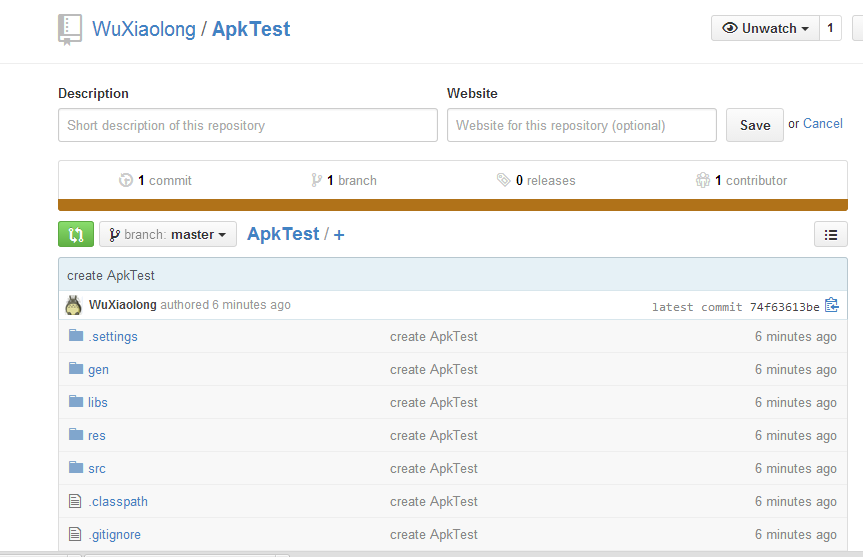 WuXiaolong / ApkTest
Unwatch 1
Description
Website
Short description of this repository
Website for this repository (optional)
Save or Cancel
1 commit
1 branch
0 releases
1 contributor
branch: master
ApkTest / +
create ApkTest
WuXiaolong authored 6 minutes ago
latest commit 74f63613be
.settings create ApkTest 6 minutes ago
gen create ApkTest 6 minutes ago
libs create ApkTest 6 minutes ago
res create ApkTest 6 minutes ago
src create ApkTest 6 minutes ago
.classpath create ApkTest 6 minutes ago
.gitignore create ApkTest 6 minutes ago